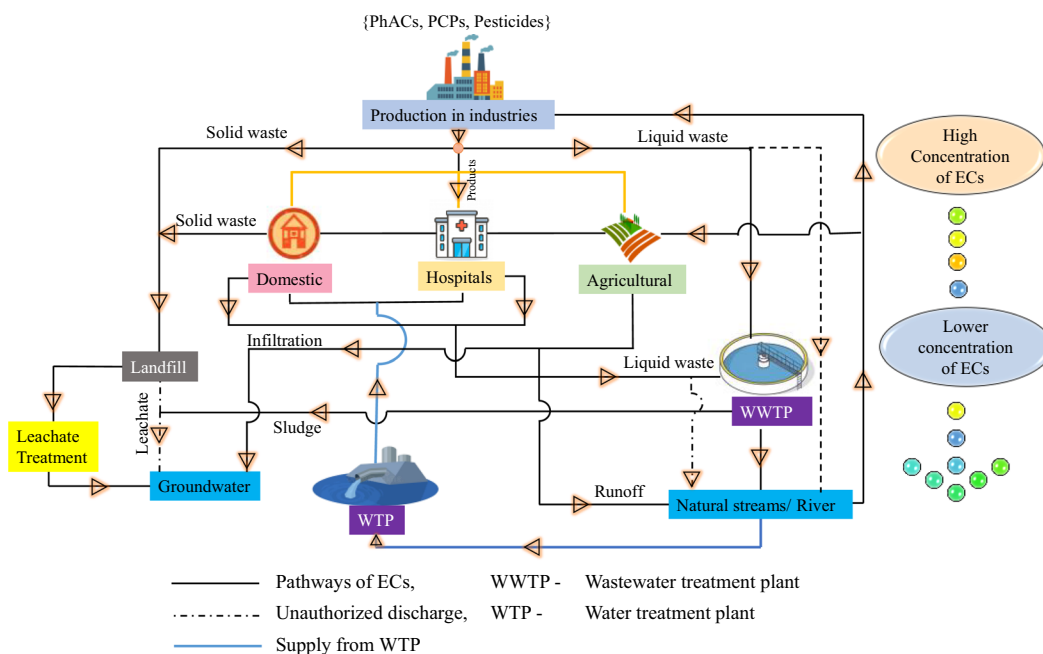 {PhACs, PCPs, Pesticides}
Production in industries
Solid waste
Liquid waste
High
Concentration
of ECs
Products
Solid waste
Domestic
Hospitals
Agricultural
Lower
concentration
of ECs
Infiltration
Liquid waste
Landfill
Leachate
WWTP
Sludge
Leachate
Treatment
Groundwater
Runoff
Natural streams/ River
WTP
Pathways of ECs, WWTP - Wastewater treatment plant
Unauthorized discharge, WTP - Water treatment plant
Supply from WTP